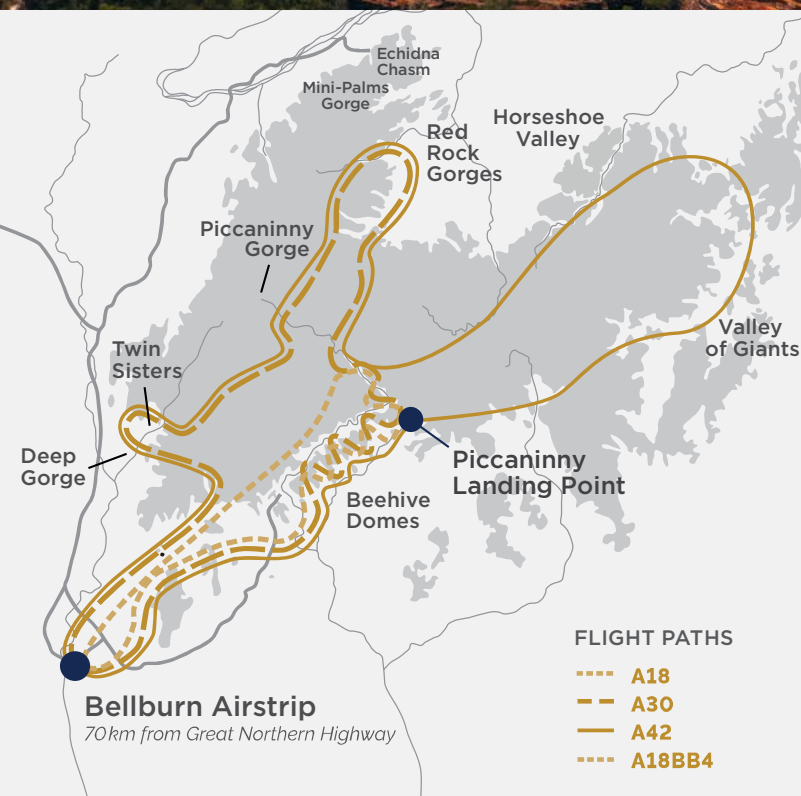 Echidna
Chasm
Mini-Palms
Gorge
Red
Rock
Gorges
Horseshoe
Valley
Piccaninny
Gorge
Valley
of Giants
Twin
Sisters
Deep
Gorge
Piccaninny
Landing Point
Beehive
Domes
Bellburn Airstrip
70km from Great Northern Highway
FLIGHT PATHS
A18
A30
A42
A18BB4